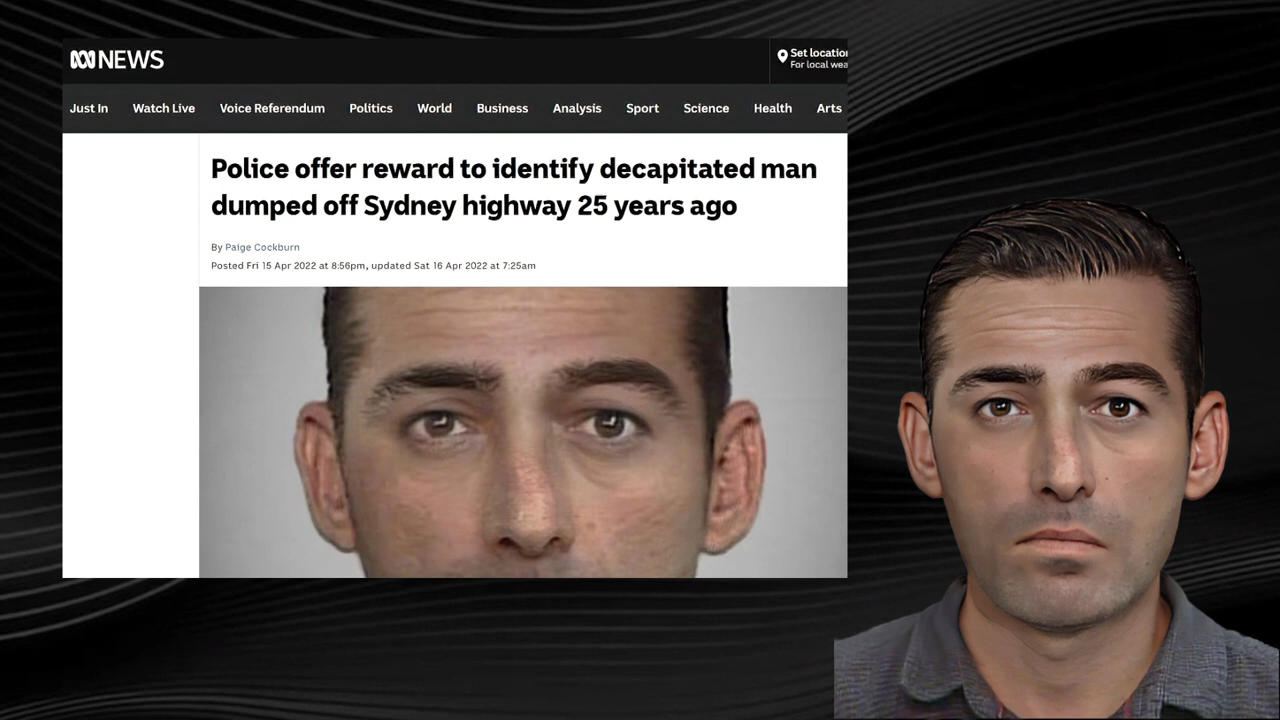 NEWS
Set location
For local wea
Just In Watch Live Voice Referendum Politics World Business Analysis Sport Science Health Arts
Police offer reward to identify decapitated man
dumped off Sydney highway 25 years ago
By Paige Cockburn
Posted Fri 15 Apr 2022 at 8:56pm, updated Sat 16 Apr 2022 at 7:25am